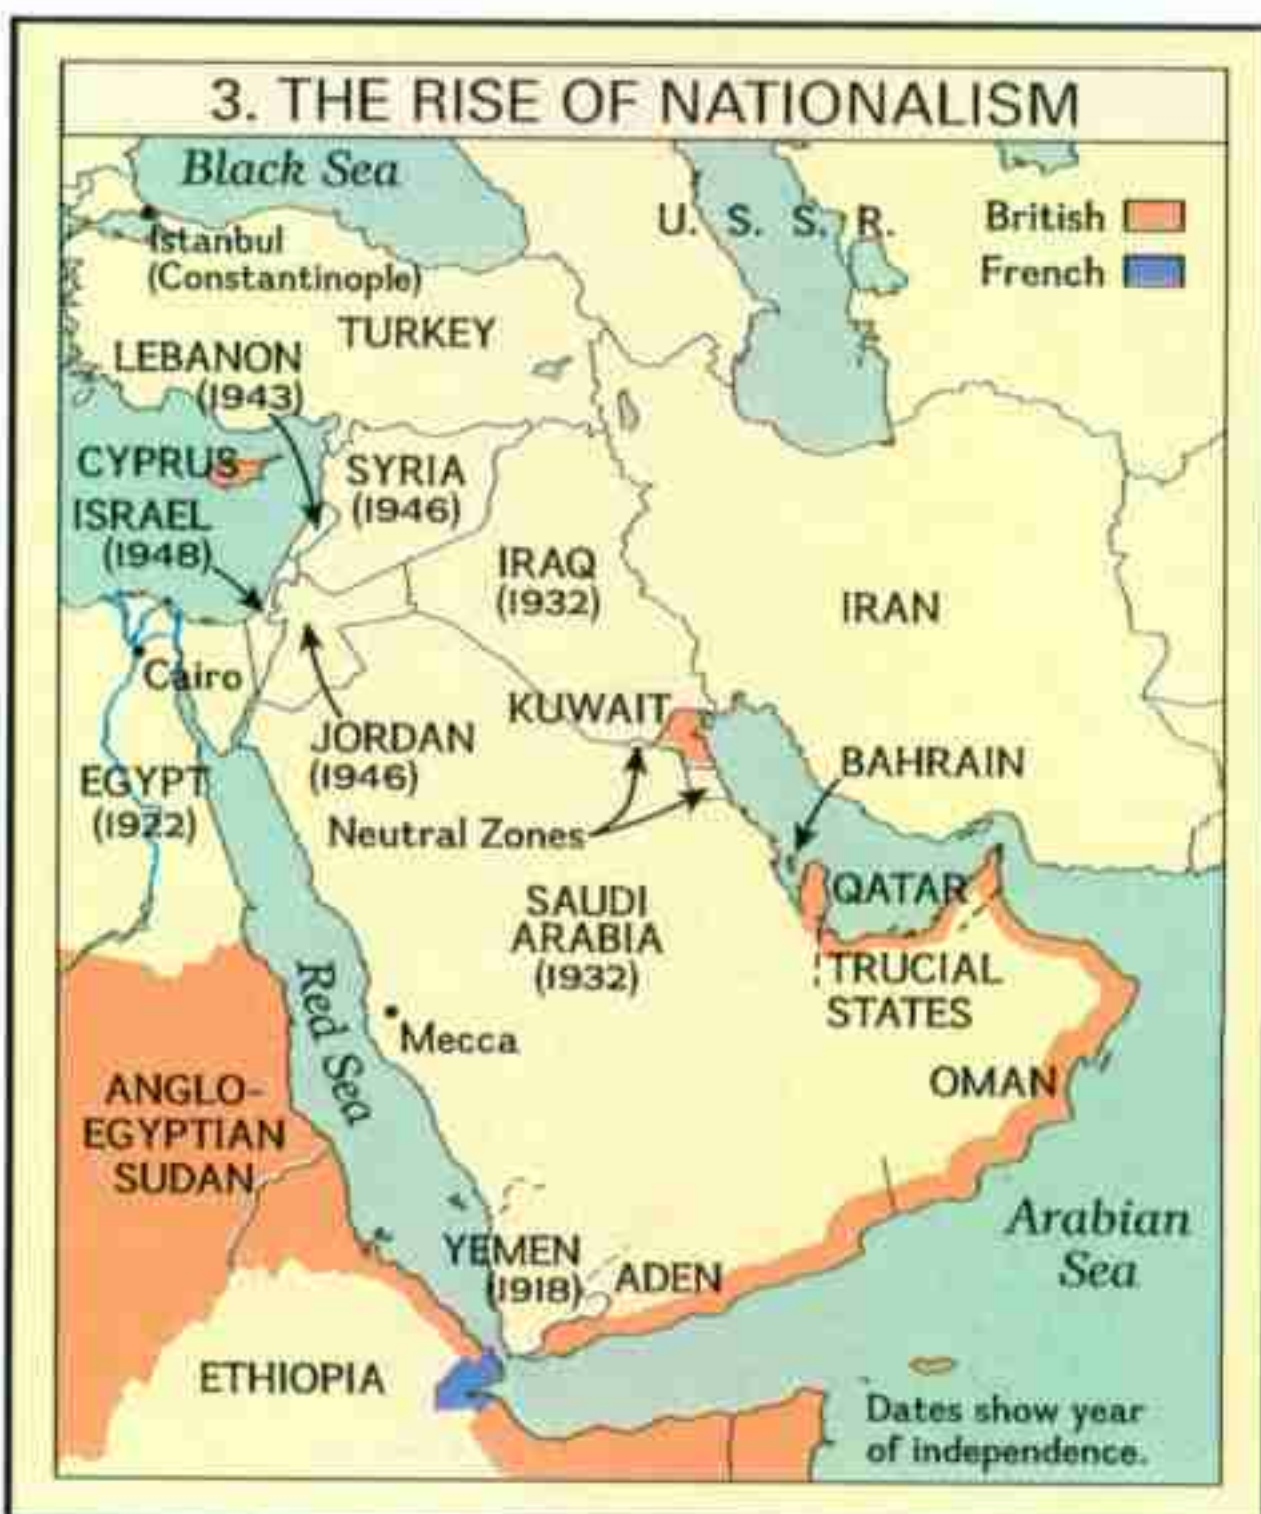 3. THE RISE OF NATIONALISM
Black Sea
U. S. S. R.
British
French
Istanbul
(Constantinople)
TURKEY
LEBANON
(1943)
CYPRUS
SYRIA
(1946)
ISRAEL
(1948)
IRAQ
(1932)
IRAN
Cairo
KUWAIT
JORDAN
(1946)
BAHRAIN
EGYPT
(1922)
Neutral Zones
QATAR
SAUDI
ARABIA
(1932)
TRUCIAL
STATES
Red Sea
Mecca
OMAN
ANGLO-
EGYPTIAN
SUDAN
Arabian
Sea
YEMEN
(1918)
ADEN
ETHIOPIA
Dates show year
of independence.